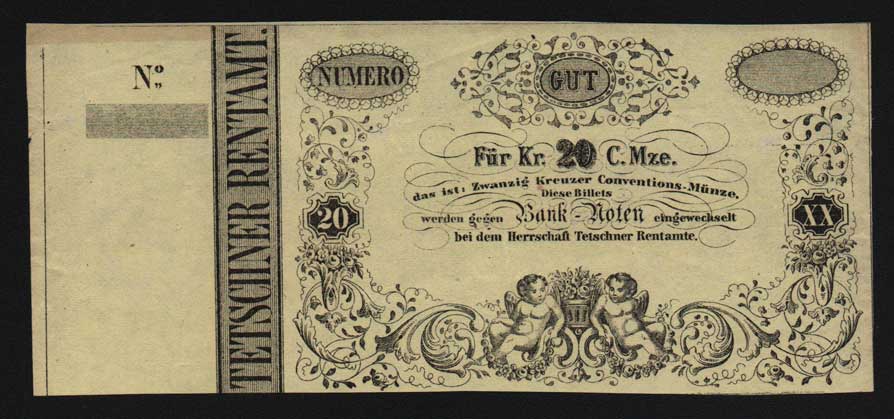 No
TETSCHNER RENTAMT.
NUMERO
GUT
Für Kr. 20 C. Mze.
das ist: Zwanzig Kreuzer Conventions-Münze.
Diese Billets
werden gegen Bank-Noten eingewechselt
bei dem Herrschaft Tetschner Rentamte.
20
XX